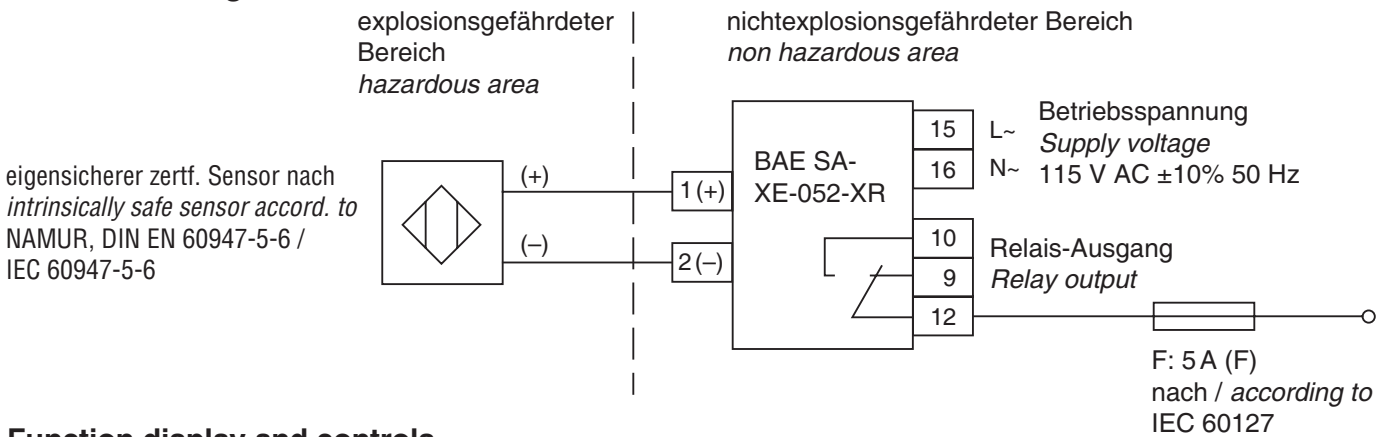 explosionsgefährdeter
Bereich
hazardous area
nichtexplosionsgefährdeter Bereich
non hazardous area
eigensicherer zertf. Sensor nach
intrinsically safe sensor accord. to
NAMUR, DIN EN 60947-5-6 /
IEC 60947-5-6
(+)
(–)
1 (+)
2 (–)
BAE SA-
XE-052-XR
15
16
10
9
12
L~
N~
Betriebsspannung
Supply voltage
115 V AC ±10% 50 Hz
Relais-Ausgang
Relay output
F: 5 A (F)
nach / according to
IEC 60127